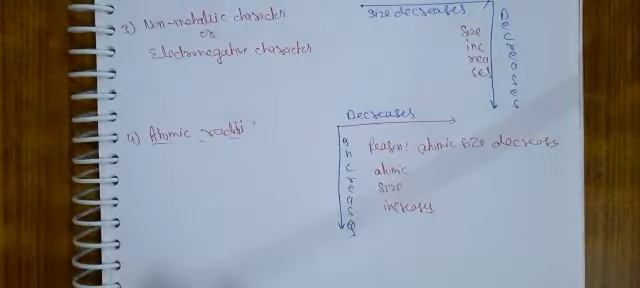 3) Non-metallic character
or
Electronegative character
size decreases
size
inc
rea
ses
Decreases
4) Atomic raddi :
Decreases
Increases
Reason: atomic size decreases
atomic
size
increases